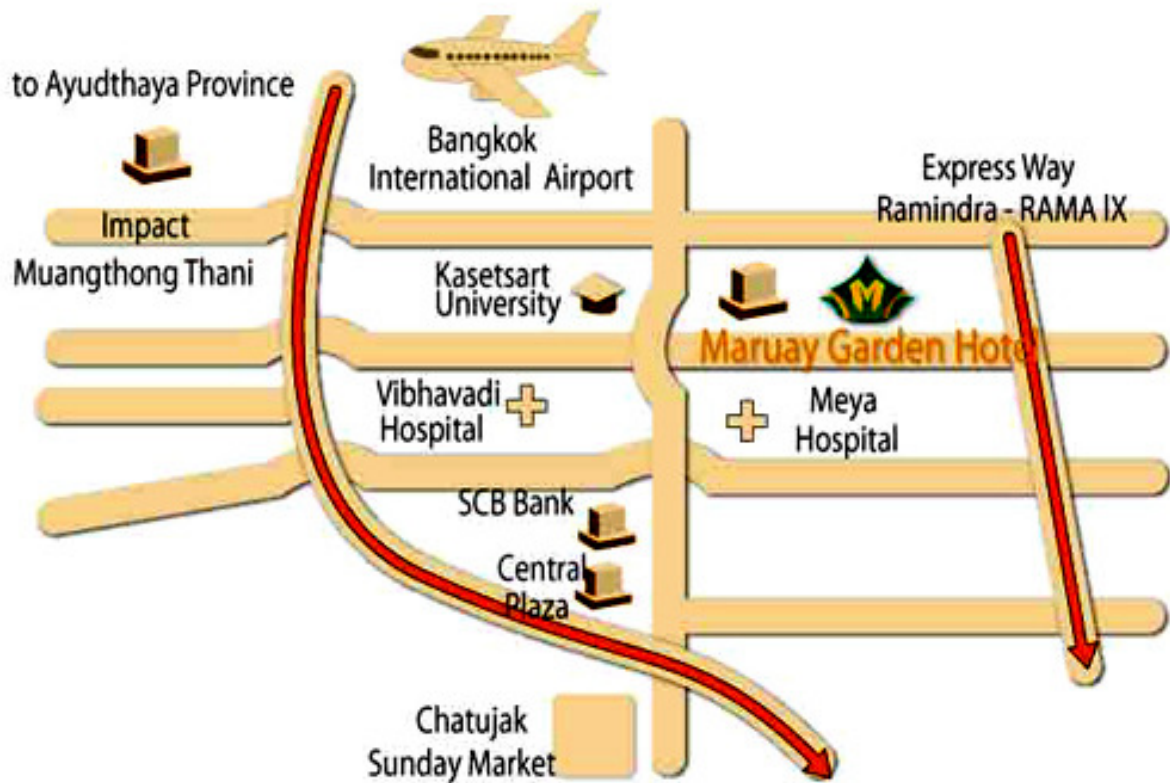 to Ayudthaya Province
Bangkok
International Airport
Express Way
Ramindra - RAMA IX
Impact
Muangthong Thani
Kasetsart
University
M
Maruay Garden Hotel
Vibhavadi
Hospital
Meya
Hospital
SCB Bank
Central
Plaza
Chatujak
Sunday Market